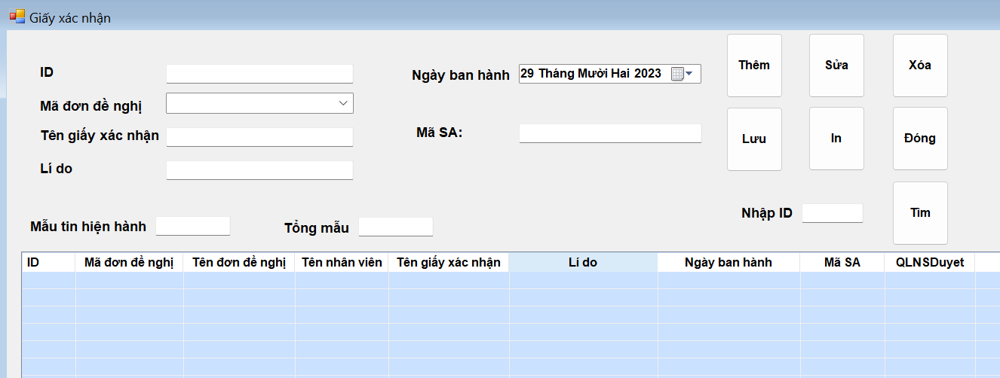 Giấy xác nhận
ID
Ngày ban hành 29 Tháng Mười Hai 2023
Thêm Sửa Xóa
Mã đơn đề nghị
Tên giấy xác nhận
Mã SA:
Lưu In Đóng
Lí do
Mẫu tin hiện hành
Tổng mẫu
Nhập ID
Tìm
ID Mã đơn đề nghị Tên đơn đề nghị Tên nhân viên Tên giấy xác nhận Lí do Ngày ban hành Mã SA QLNSDuyet